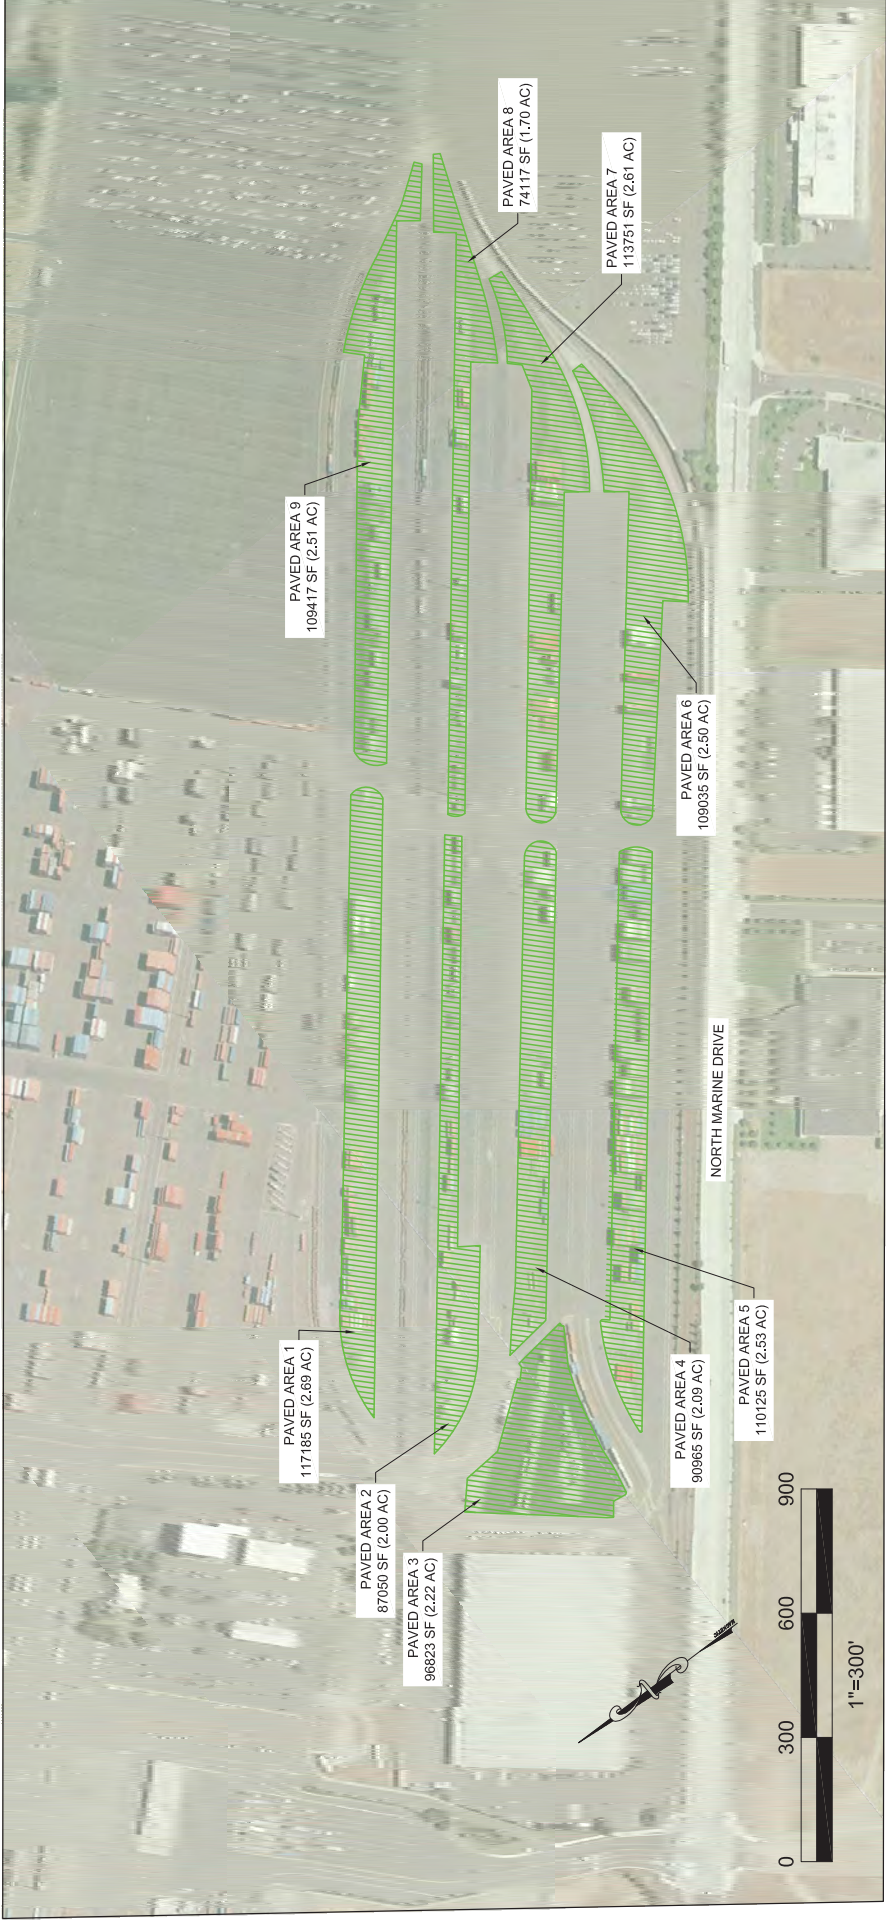 PAVED AREA 1
117185 SF (2.69 AC)
PAVED AREA 2
87050 SF (2.00 AC)
PAVED AREA 3
96823 SF (2.22 AC)
PAVED AREA 4
90965 SF (2.09 AC)
PAVED AREA 5
110125 SF (2.53 AC)
PAVED AREA 6
109035 SF (2.50 AC)
PAVED AREA 7
113751 SF (2.61 AC)
PAVED AREA 8
74117 SF (1.70 AC)
PAVED AREA 9
109417 SF (2.51 AC)
NORTH MARINE DRIVE
0 300 600 900
1"=300'